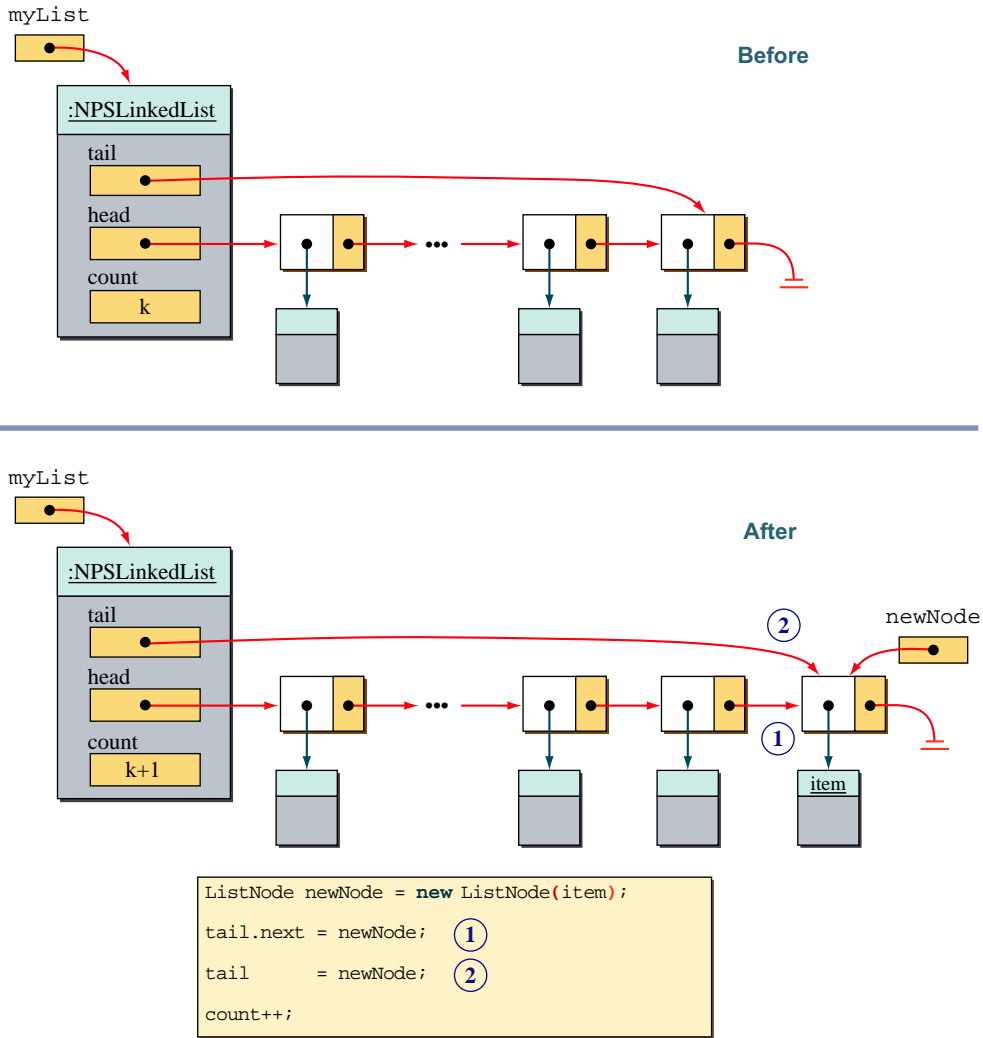 myList
Before
:NPSLinkedList
tail
head
count
k
myList
After
:NPSLinkedList
tail
2
newNode
head
1
count
k+1
item
ListNode newNode = new ListNode(item);
tail.next = newNode; 1
tail = newNode; 2
count++;